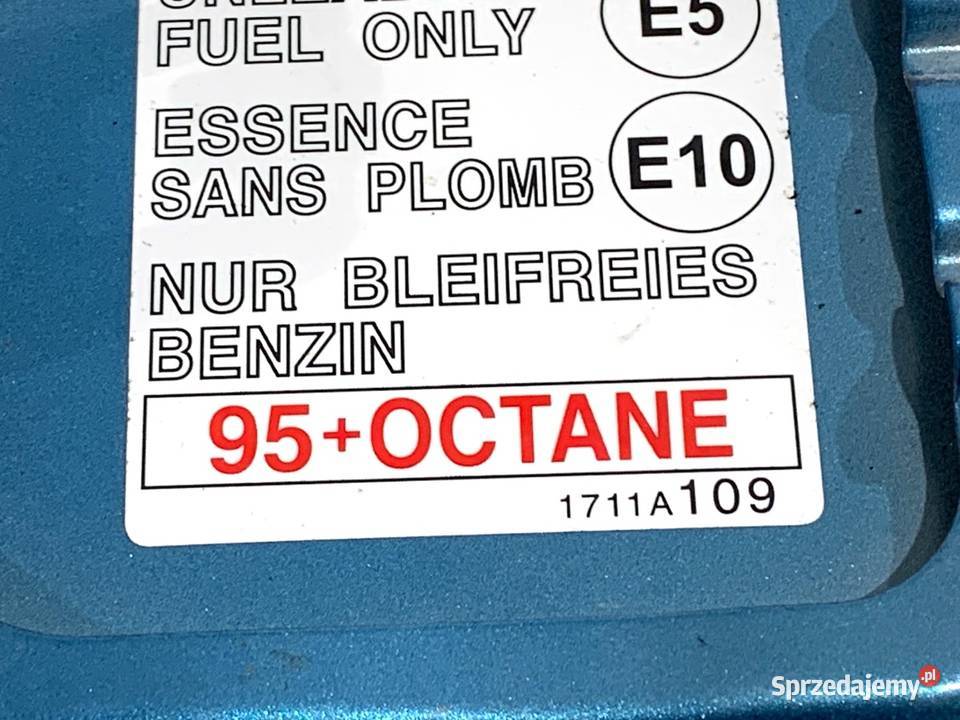 FUEL ONLY
E5
ESSENCE
SANS PLOMB
E10
NUR BLEIFREIES
BENZIN
95+OCTANE
1711A109
Sprzedajemy.pl